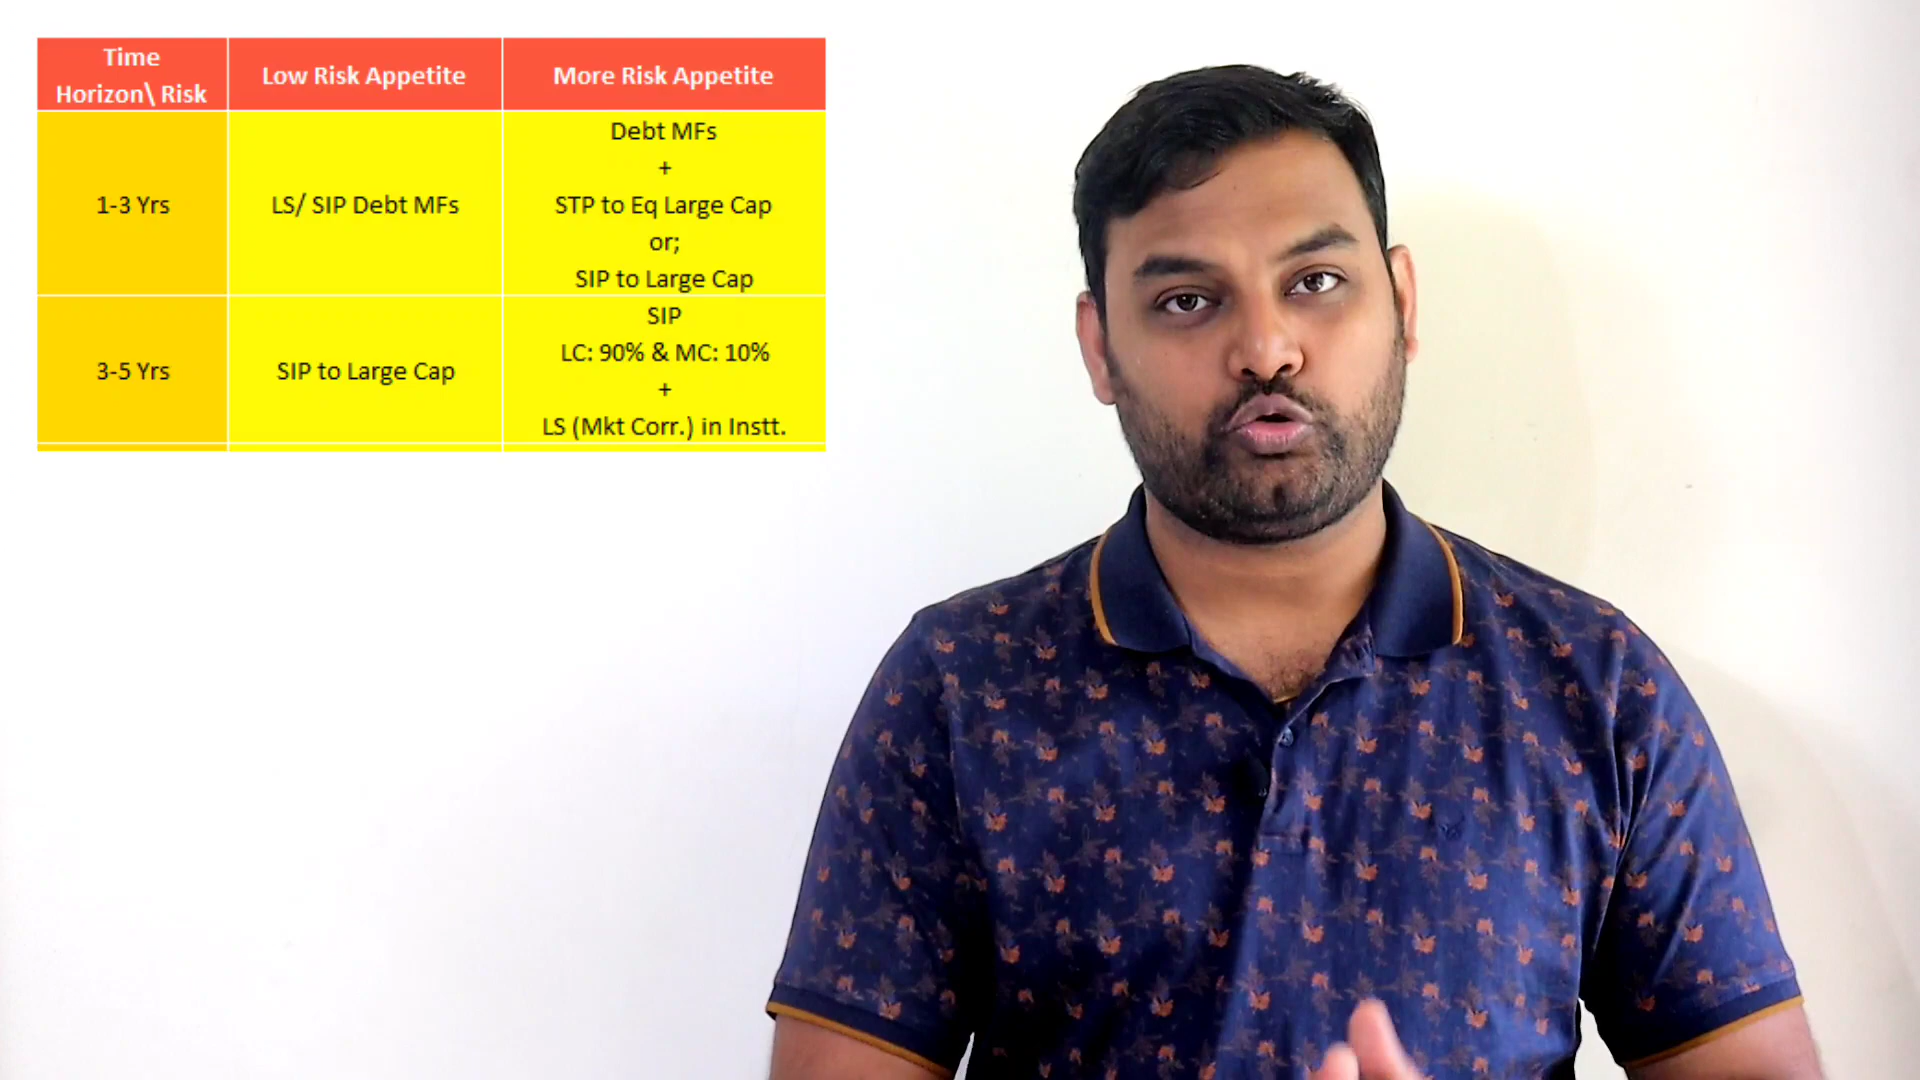 Time
Horizon\ Risk
Low Risk Appetite
More Risk Appetite
1-3 Yrs
LS/ SIP Debt MFs
Debt MFs
+
STP to Eq Large Cap
or;
SIP to Large Cap
3-5 Yrs
SIP to Large Cap
SIP
LC: 90% & MC: 10%
+
LS (Mkt Corr.) in Instt.